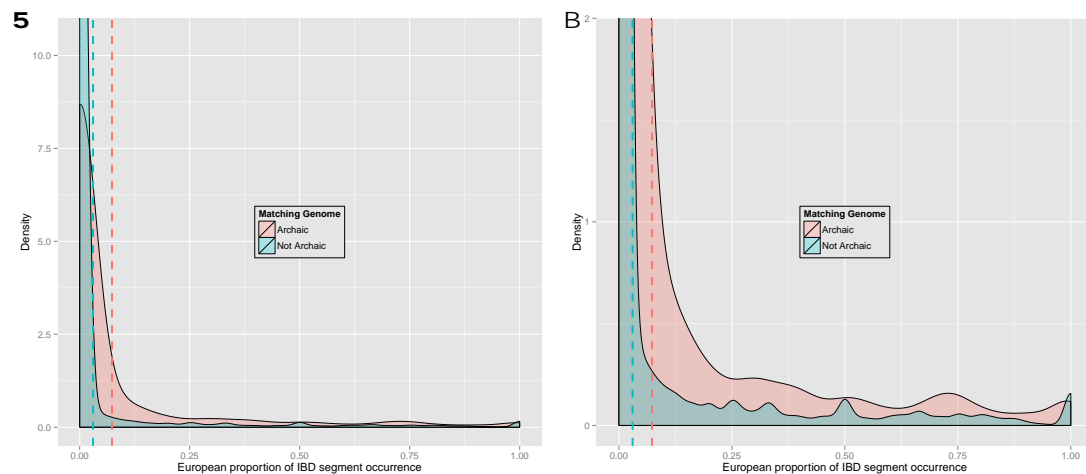 5
10.0
7.5
5.0
2.5
0.0
Density
Matching Genome
Archaic
Not Archaic
0.00 0.25 0.50 0.75 1.00
European proportion of IBD segment occurrence
B
2
1
0
Density
Matching Genome
Archaic
Not Archaic
0.00 0.25 0.50 0.75 1.00
European proportion of IBD segment occurrence